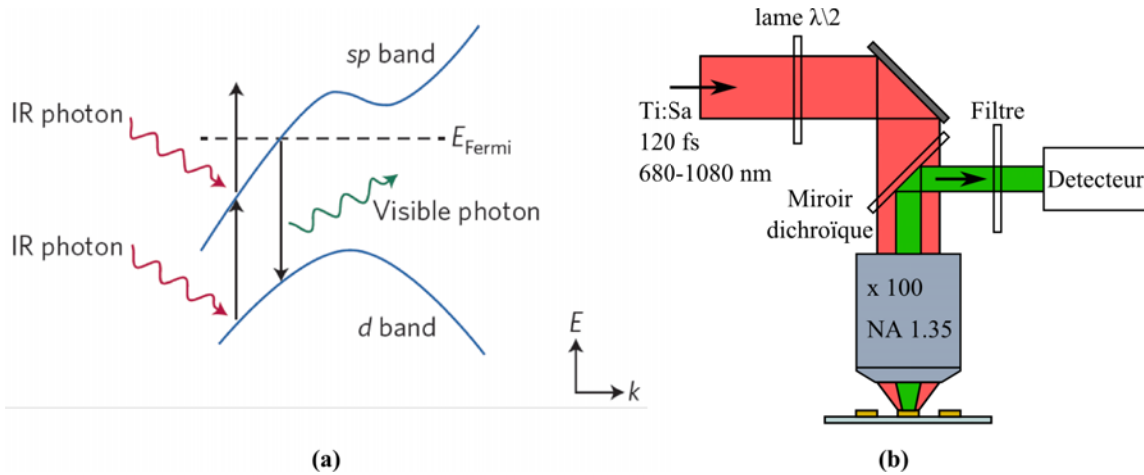 sp band
IR photon
E_Fermi
Visible photon
IR photon
d band
E
k
(a)
lame λ\2
Ti:Sa
120 fs
680-1080 nm
Filtre
Detecteur
Miroir
dichroïque
x 100
NA 1.35
(b)